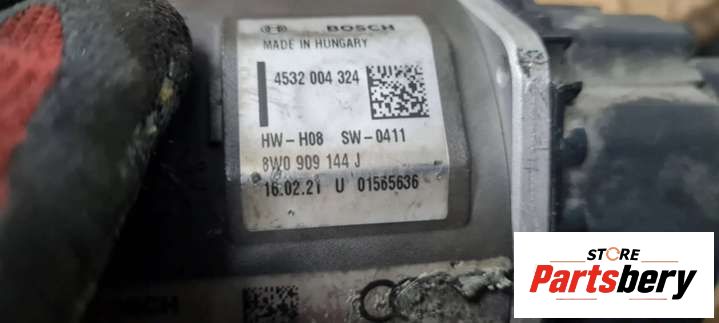 BOSCH
MADE IN HUNGARY
4532 004 324
HW-H08 SW-0411
8W0 909 144 J
16.02.21 U 01565636
BOSCH
STORE
Partsbery